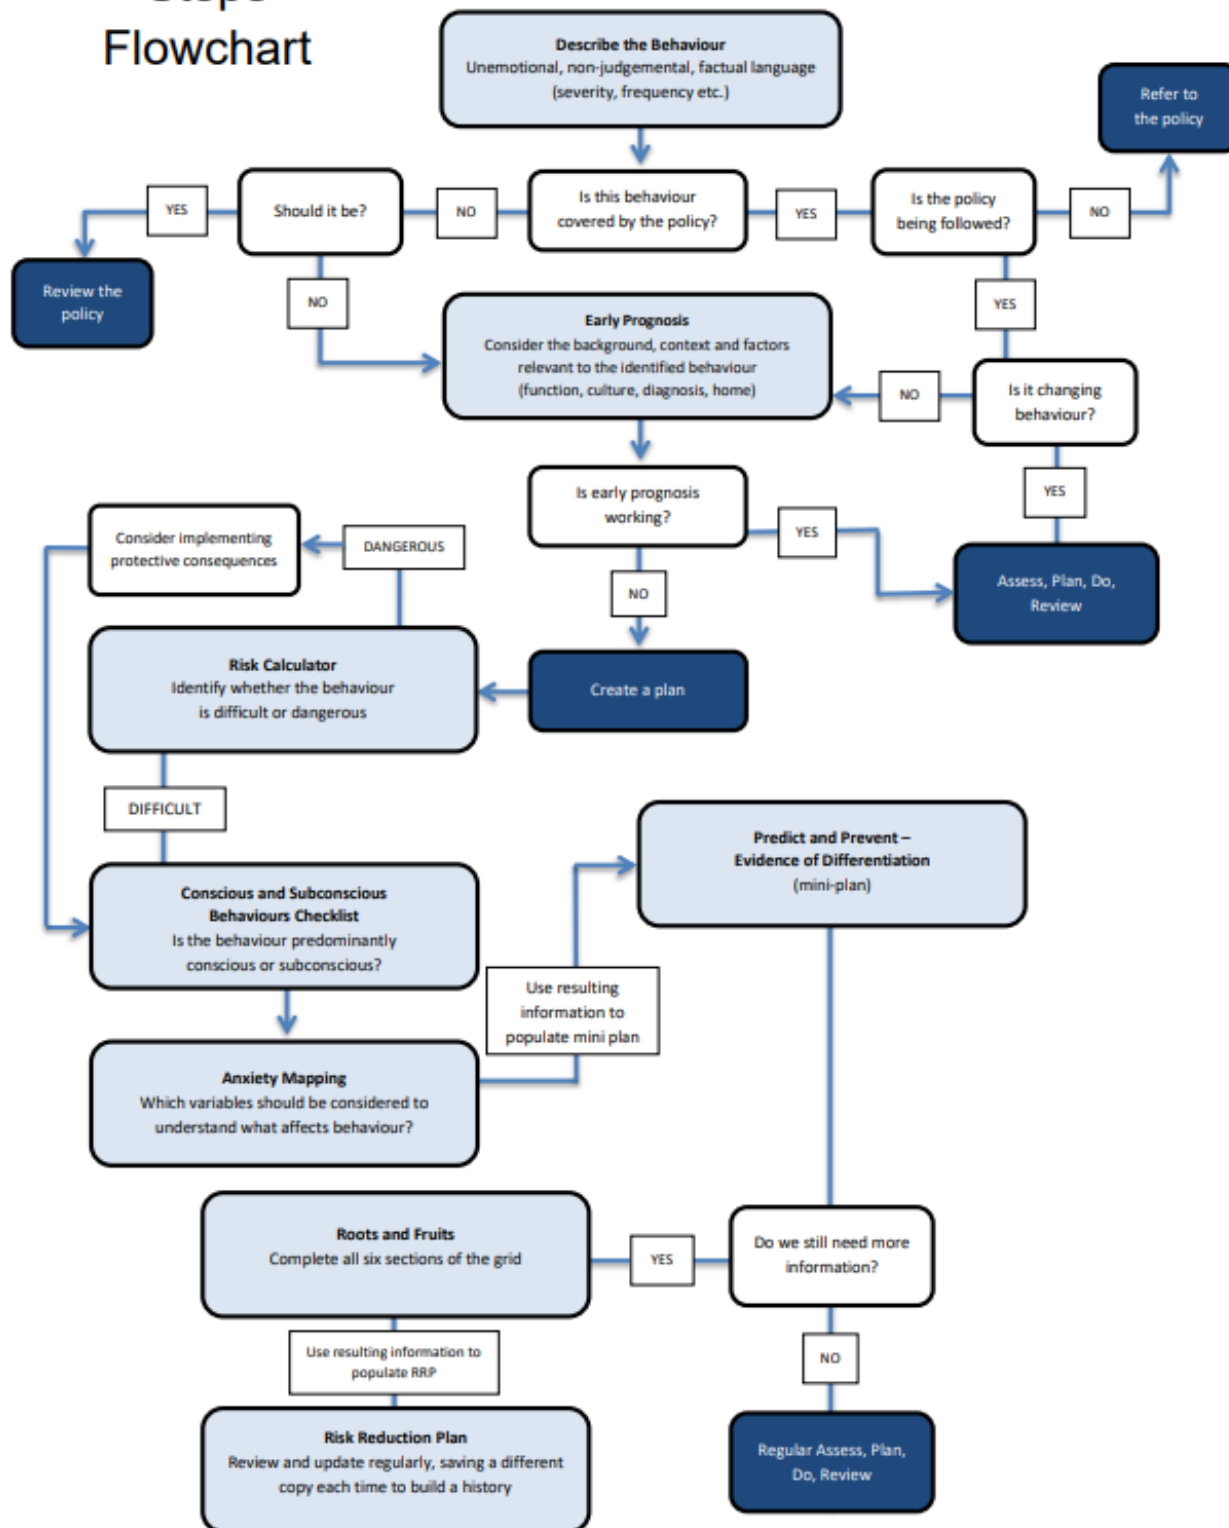 Steps
Flowchart
Describe the Behaviour
Unemotional, non-judgemental, factual language
(severity, frequency etc.)
Refer to
the policy
YES
Should it be?
NO
Is this behaviour
covered by the policy?
YES
Is the policy
being followed?
NO
Review the
policy
NO
YES
Early Prognosis
Consider the background, context and factors
relevant to the identified behaviour
(function, culture, diagnosis, home)
NO
Is it changing
behaviour?
Is early prognosis
working?
YES
YES
Consider implementing
protective consequences
DANGEROUS
NO
Assess, Plan, Do,
Review
Risk Calculator
Identify whether the behaviour
is difficult or dangerous
Create a plan
DIFFICULT
Predict and Prevent –
Evidence of Differentiation
(mini-plan)
Conscious and Subconscious
Behaviours Checklist
Is the behaviour predominantly
conscious or subconscious?
Use resulting
information to
populate mini plan
Anxiety Mapping
Which variables should be considered to
understand what affects behaviour?
Roots and Fruits
Complete all six sections of the grid
YES
Do we still need more
information?
Use resulting information to
populate RRP
NO
Risk Reduction Plan
Review and update regularly, saving a different
copy each time to build a history
Regular Assess, Plan,
Do, Review